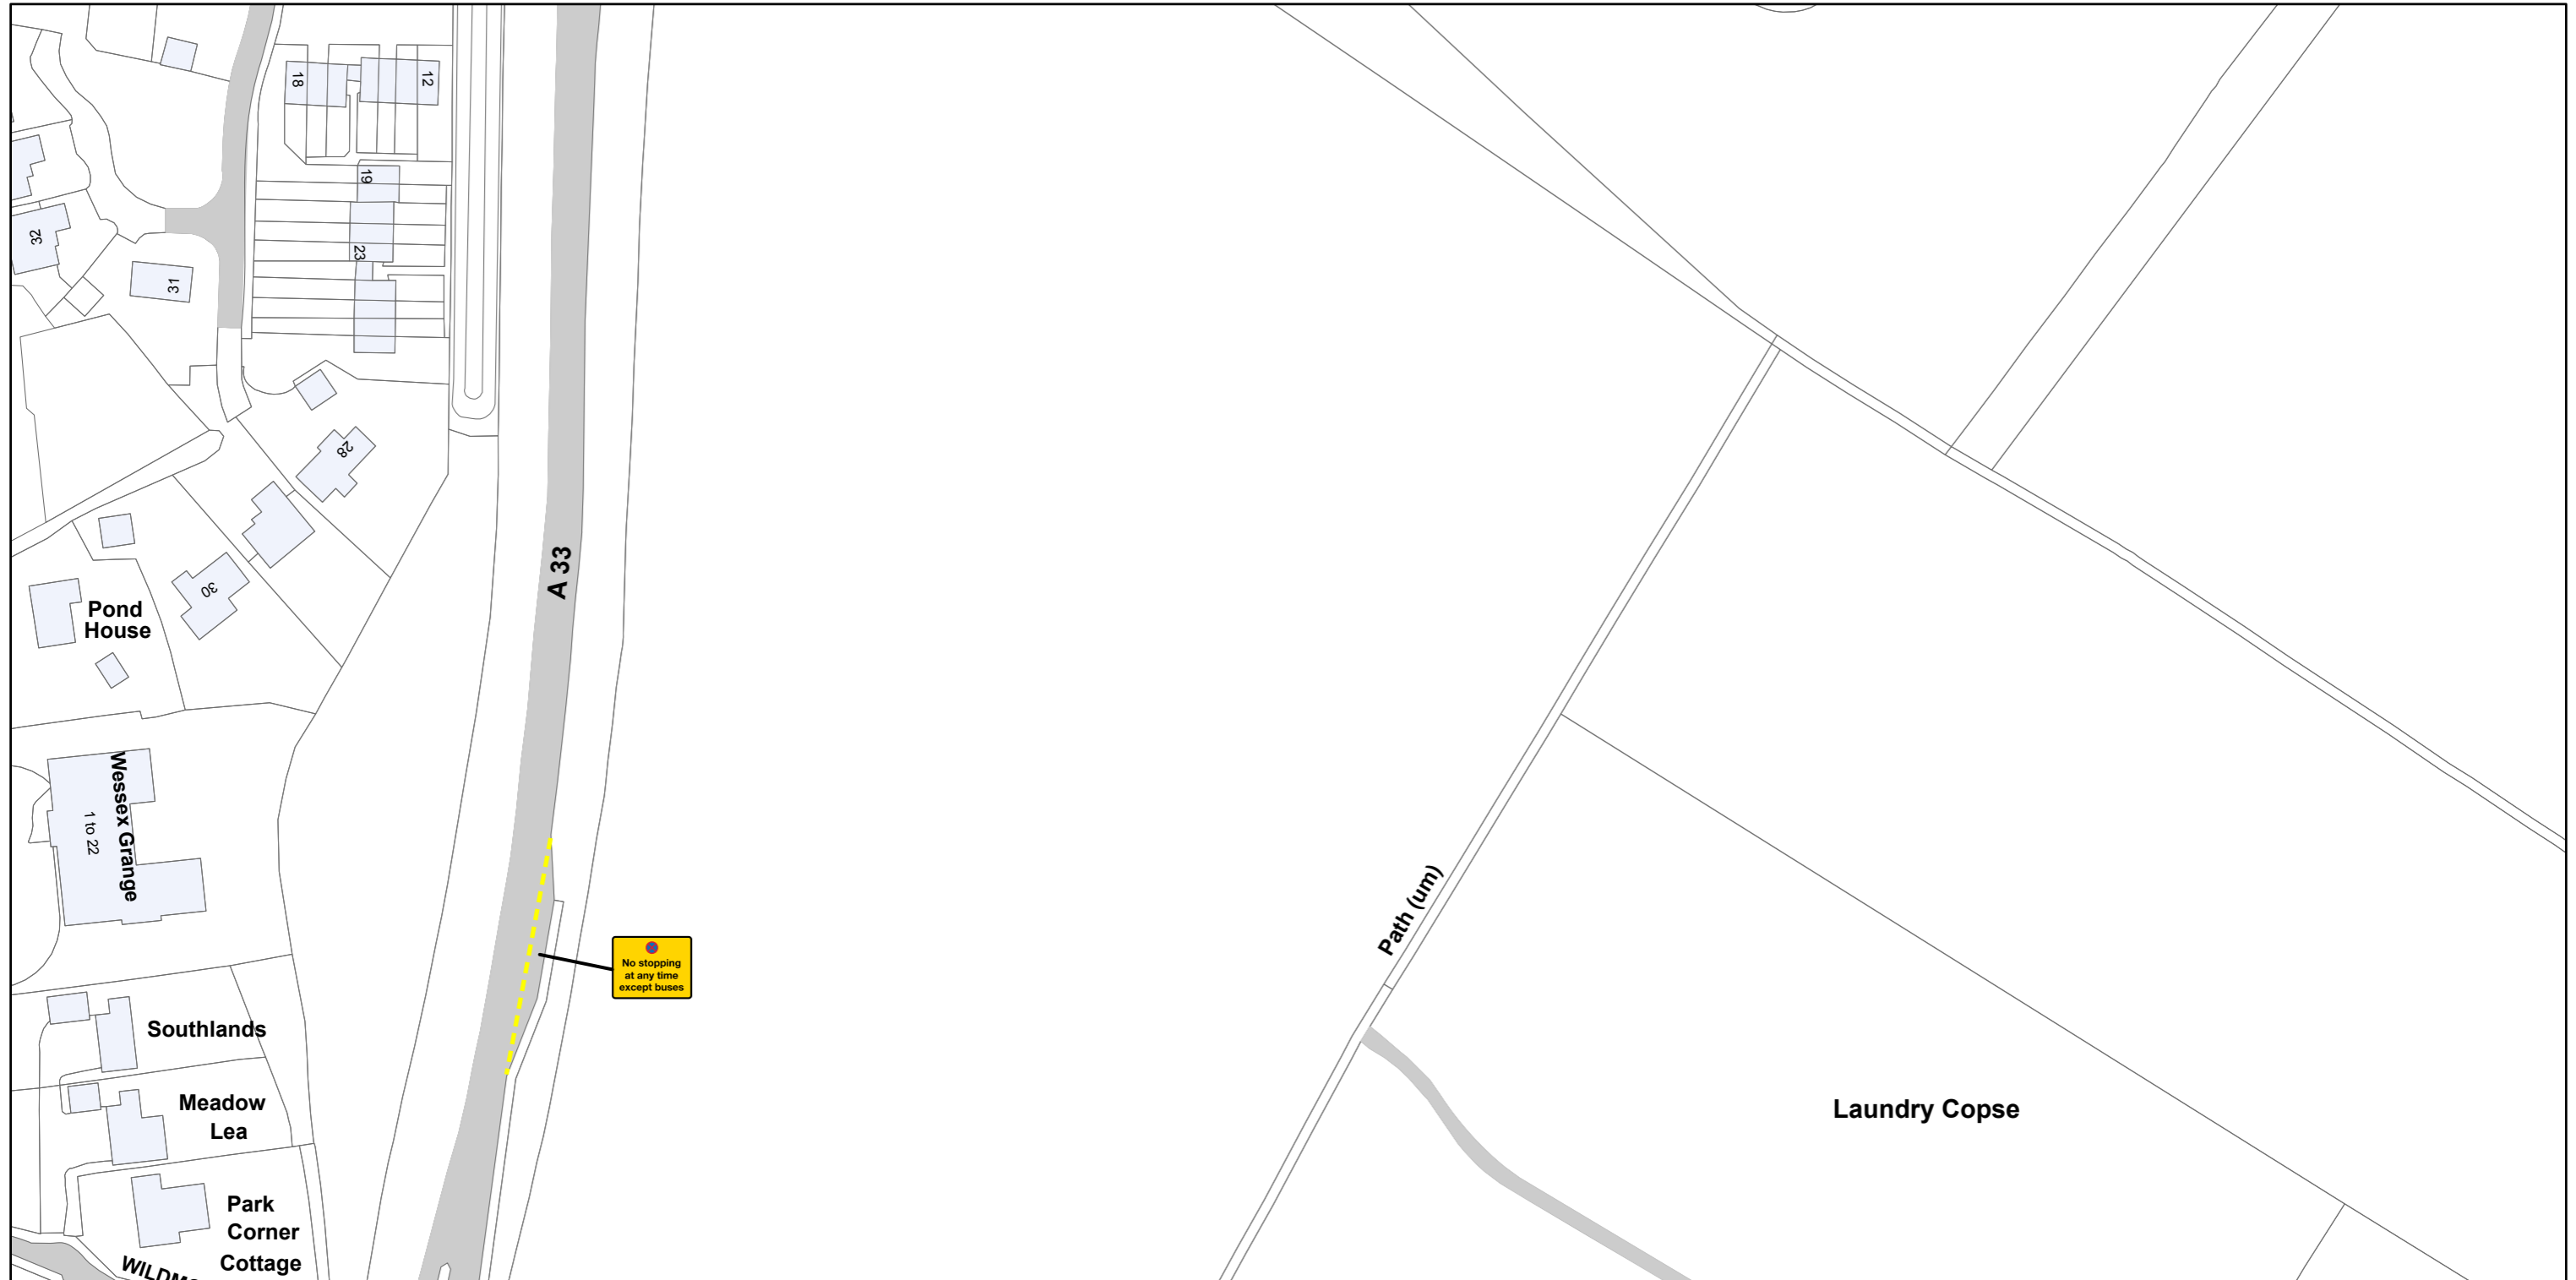 18
12
19
32
23
31
28
A 33
30
Pond
House
Wessex Grange
1 to 22
No stopping
at any time
except buses
Path (um)
Southlands
Meadow
Lea
Laundry Copse
Park
Corner
Cottage